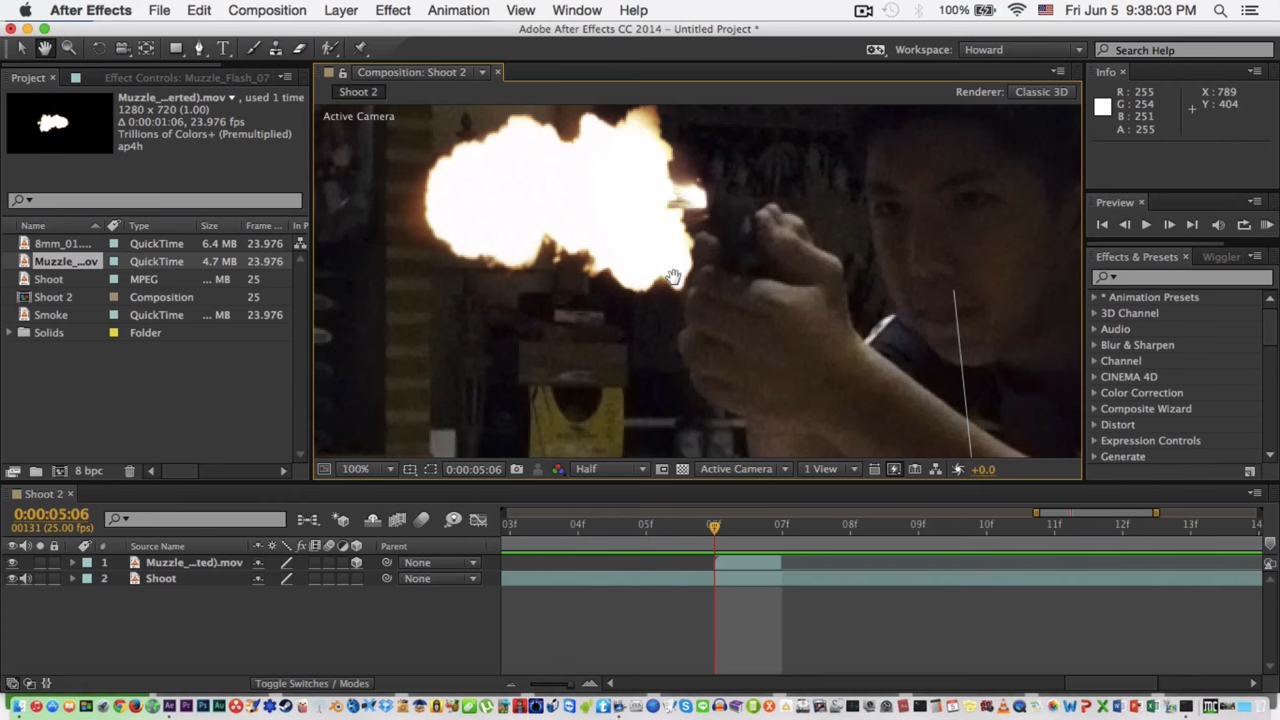 After Effects File Edit Composition Layer Effect Animation View Window Help 100% Fri Jun 5 9:38:03 PM
Adobe After Effects CC 2014 - Untitled Project *
Workspace: Howard Search Help
Project Effect Controls: Muzzle_Flash_07
Muzzle_...erted).mov, used 1 time
1280 x 720 (1.00)
Δ 0:00:01:06, 23.976 fps
Trillions of Colors+ (Premultiplied)
ap4h
Name Type Size Frame ... In P
8mm_01.... QuickTime 6.4 MB 23.976
Muzzle_...ov QuickTime 4.7 MB 23.976
Shoot MPEG ... MB 25
Shoot 2 Composition 25
Smoke QuickTime ... MB 23.976
Solids Folder
8 bpc
Composition: Shoot 2
Shoot 2 Renderer: Classic 3D
Active Camera
100% 0:00:05:06 Half Active Camera 1 View +0.0
Info
R: 255
G: 254
B: 251
A: 255
X: 789
Y: 404
Preview
Effects & Presets Wiggler
* Animation Presets
3D Channel
Audio
Blur & Sharpen
Channel
CINEMA 4D
Color Correction
Composite Wizard
Distort
Expression Controls
Generate
Shoot 2
0:00:05:06
00131 (25.00 fps)
03f 04f 05f 07f 08f 09f 10f 11f 12f 13f 14f
# Source Name fx Parent
1 Muzzle_...ted).mov None
2 Shoot None
Toggle Switches / Modes